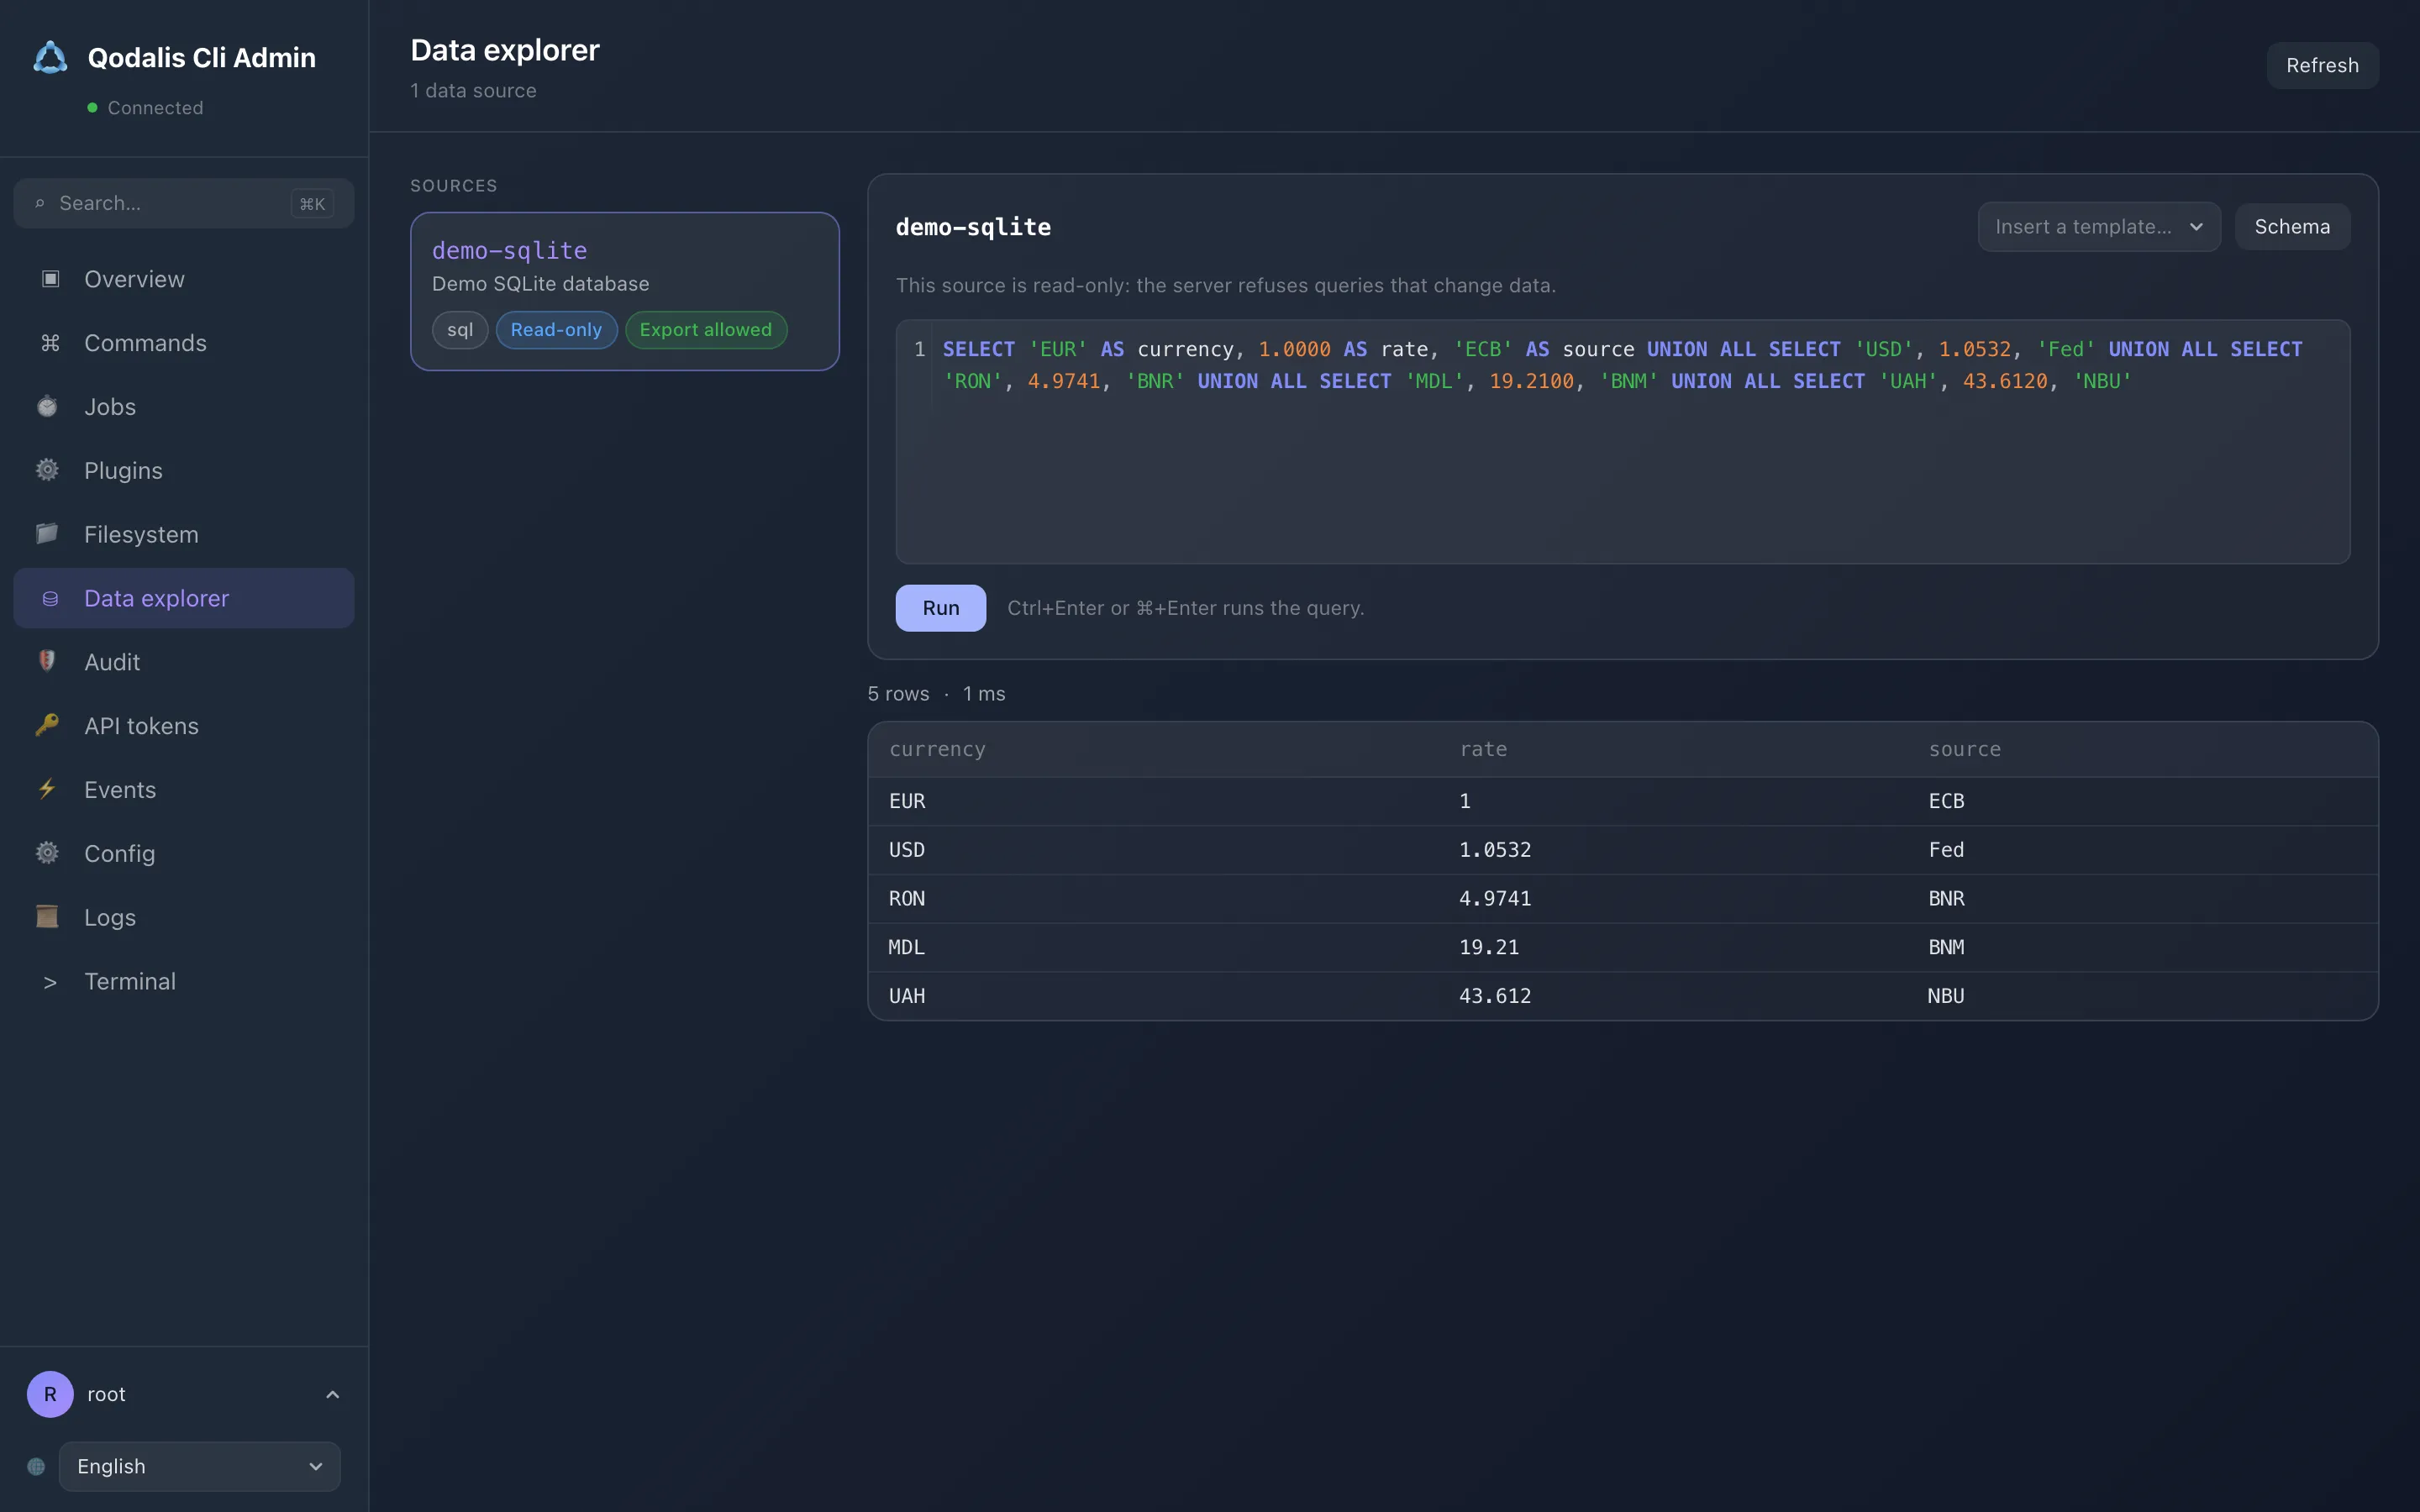 Qodalis Cli Admin
Connected
Search...
⌘K
Overview
⌘ Commands
Jobs
Plugins
Filesystem
Data explorer
Audit
API tokens
Events
Config
Logs
> Terminal
R root
English
Data explorer
1 data source
Refresh
SOURCES
demo-sqlite
Demo SQLite database
sql Read-only Export allowed
demo-sqlite
Insert a template...
Schema
This source is read-only: the server refuses queries that change data.
1 SELECT 'EUR' AS currency, 1.0000 AS rate, 'ECB' AS source UNION ALL SELECT 'USD', 1.0532, 'Fed' UNION ALL SELECT
'RON', 4.9741, 'BNR' UNION ALL SELECT 'MDL', 19.2100, 'BNM' UNION ALL SELECT 'UAH', 43.6120, 'NBU'
Run Ctrl+Enter or ⌘+Enter runs the query.
5 rows · 1 ms
currency rate source
EUR 1 ECB
USD 1.0532 Fed
RON 4.9741 BNR
MDL 19.21 BNM
UAH 43.612 NBU